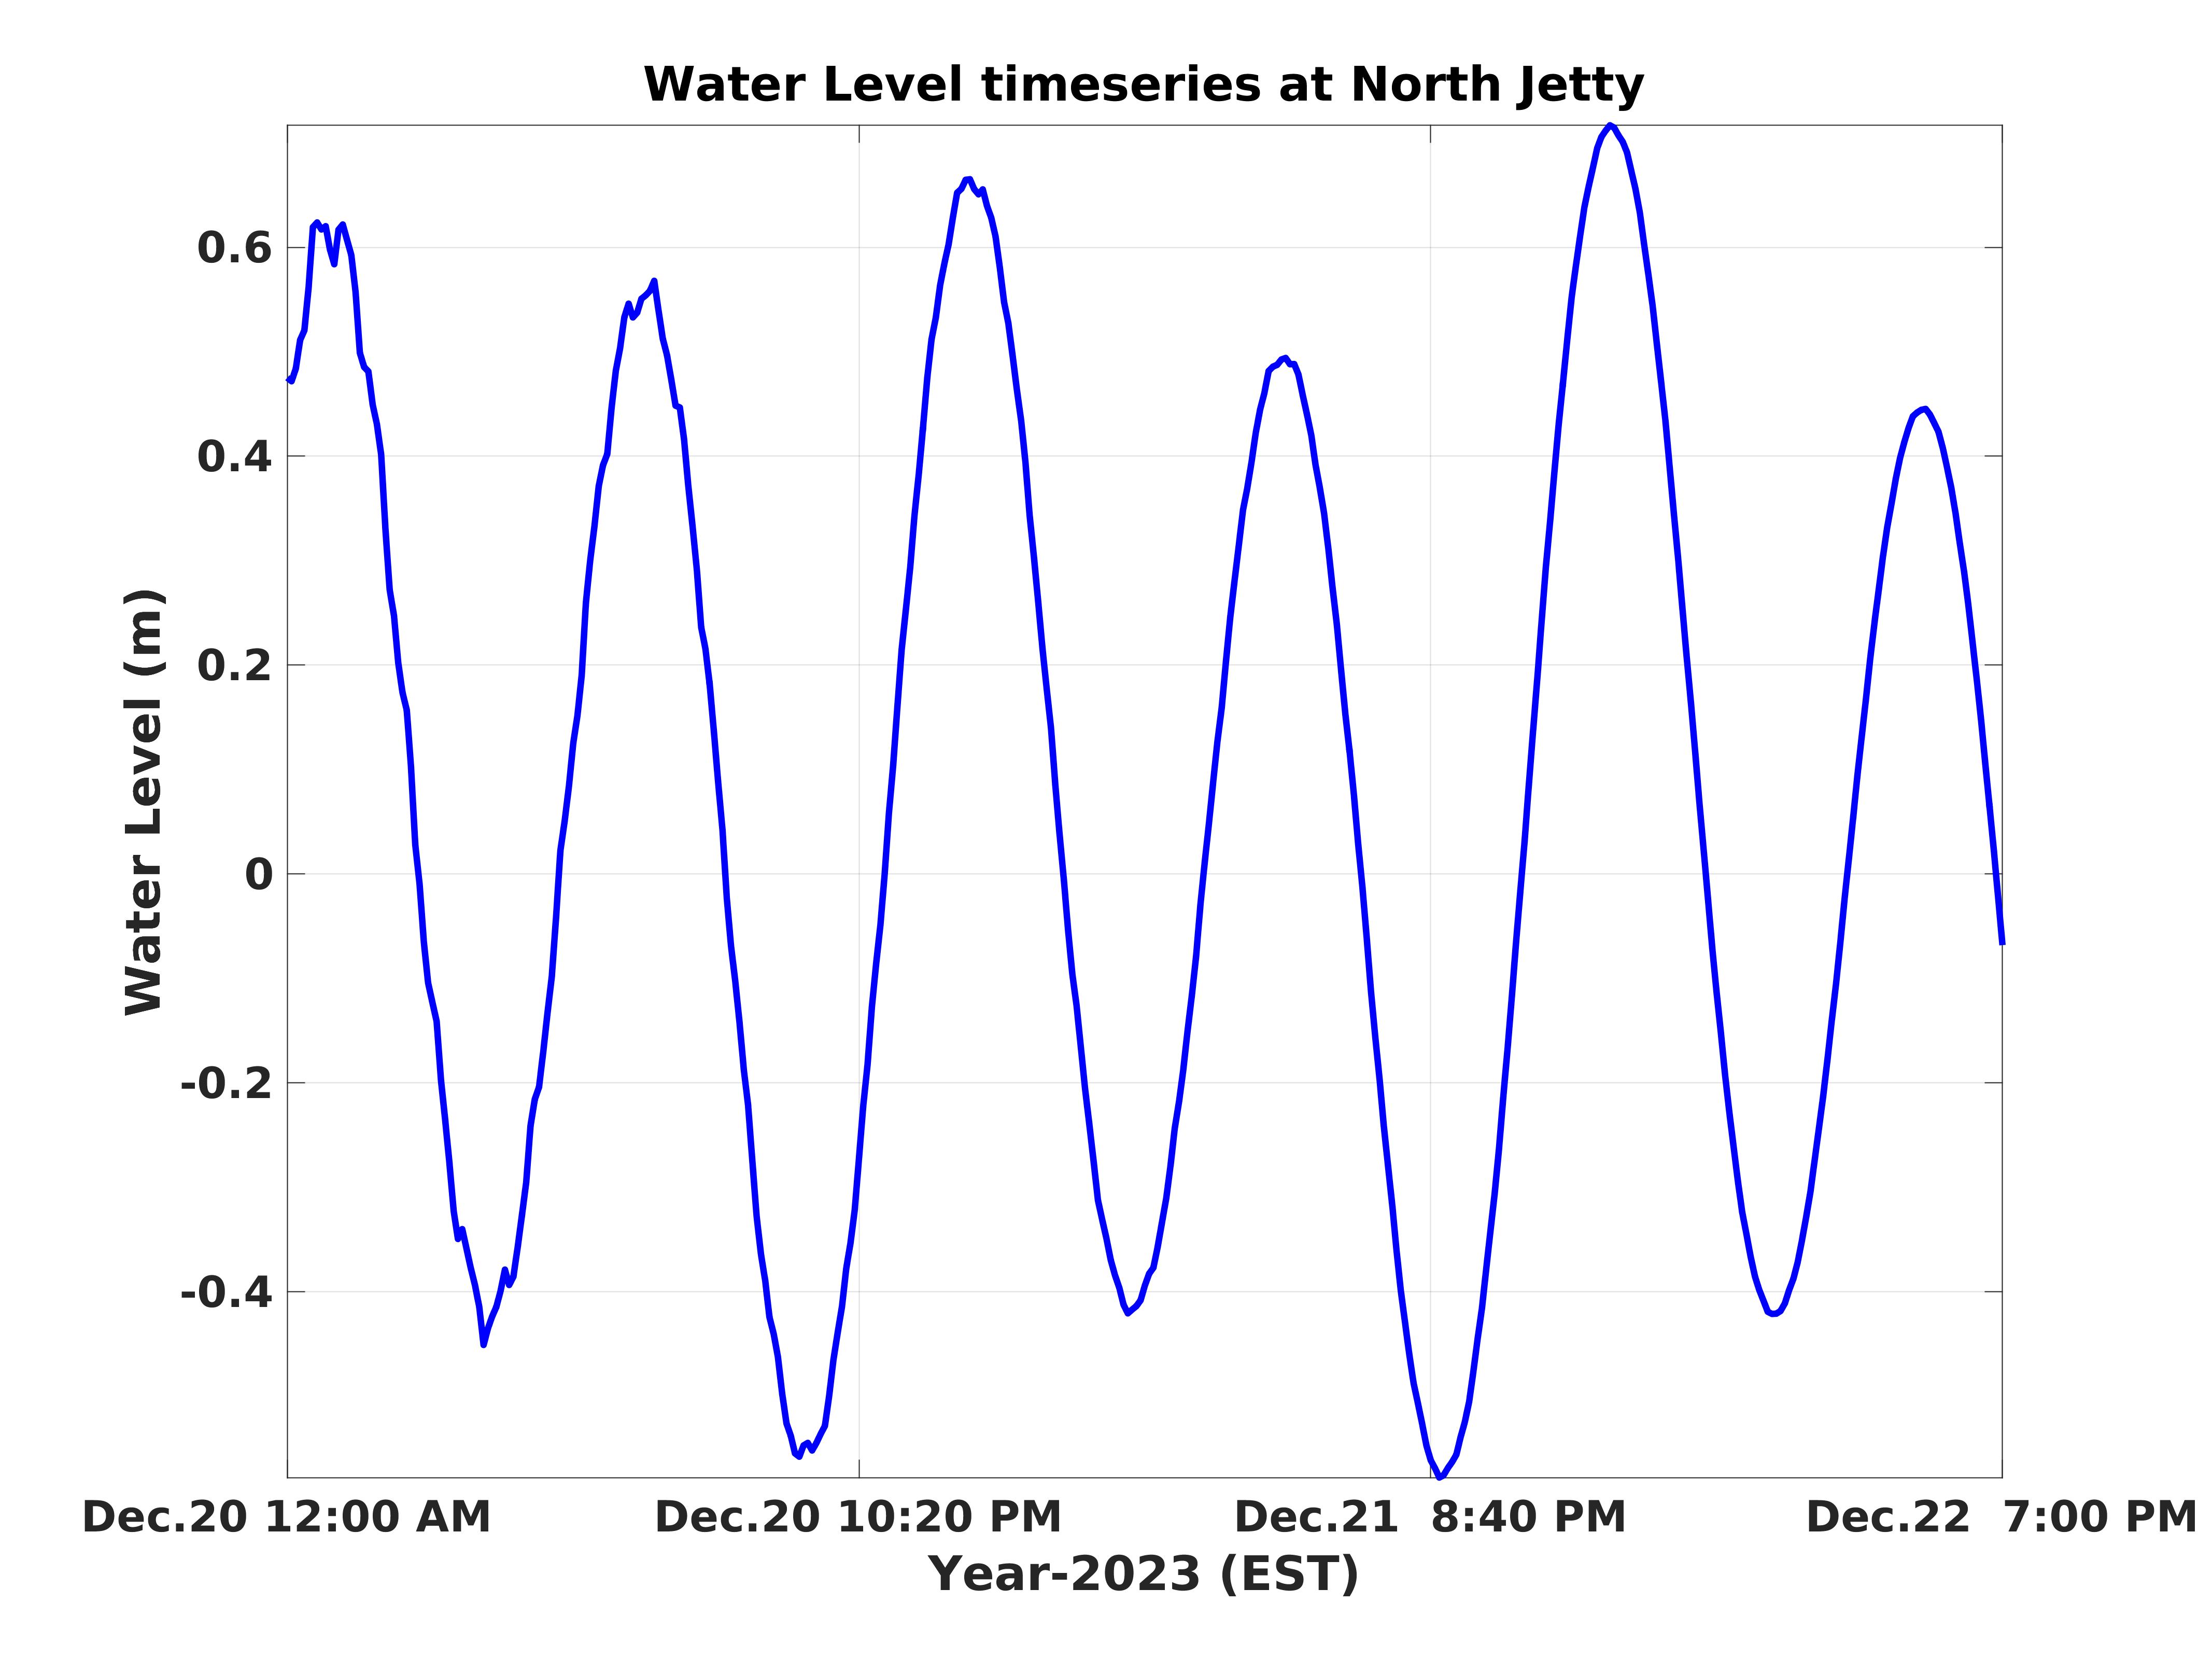 Water Level timeseries at North Jetty
0.6
0.4
0.2
0
-0.2
-0.4
Water Level (m)
Dec.20 12:00 AM
Dec.20 10:20 PM
Dec.21 8:40 PM
Dec.22 7:00 PM
Year-2023 (EST)